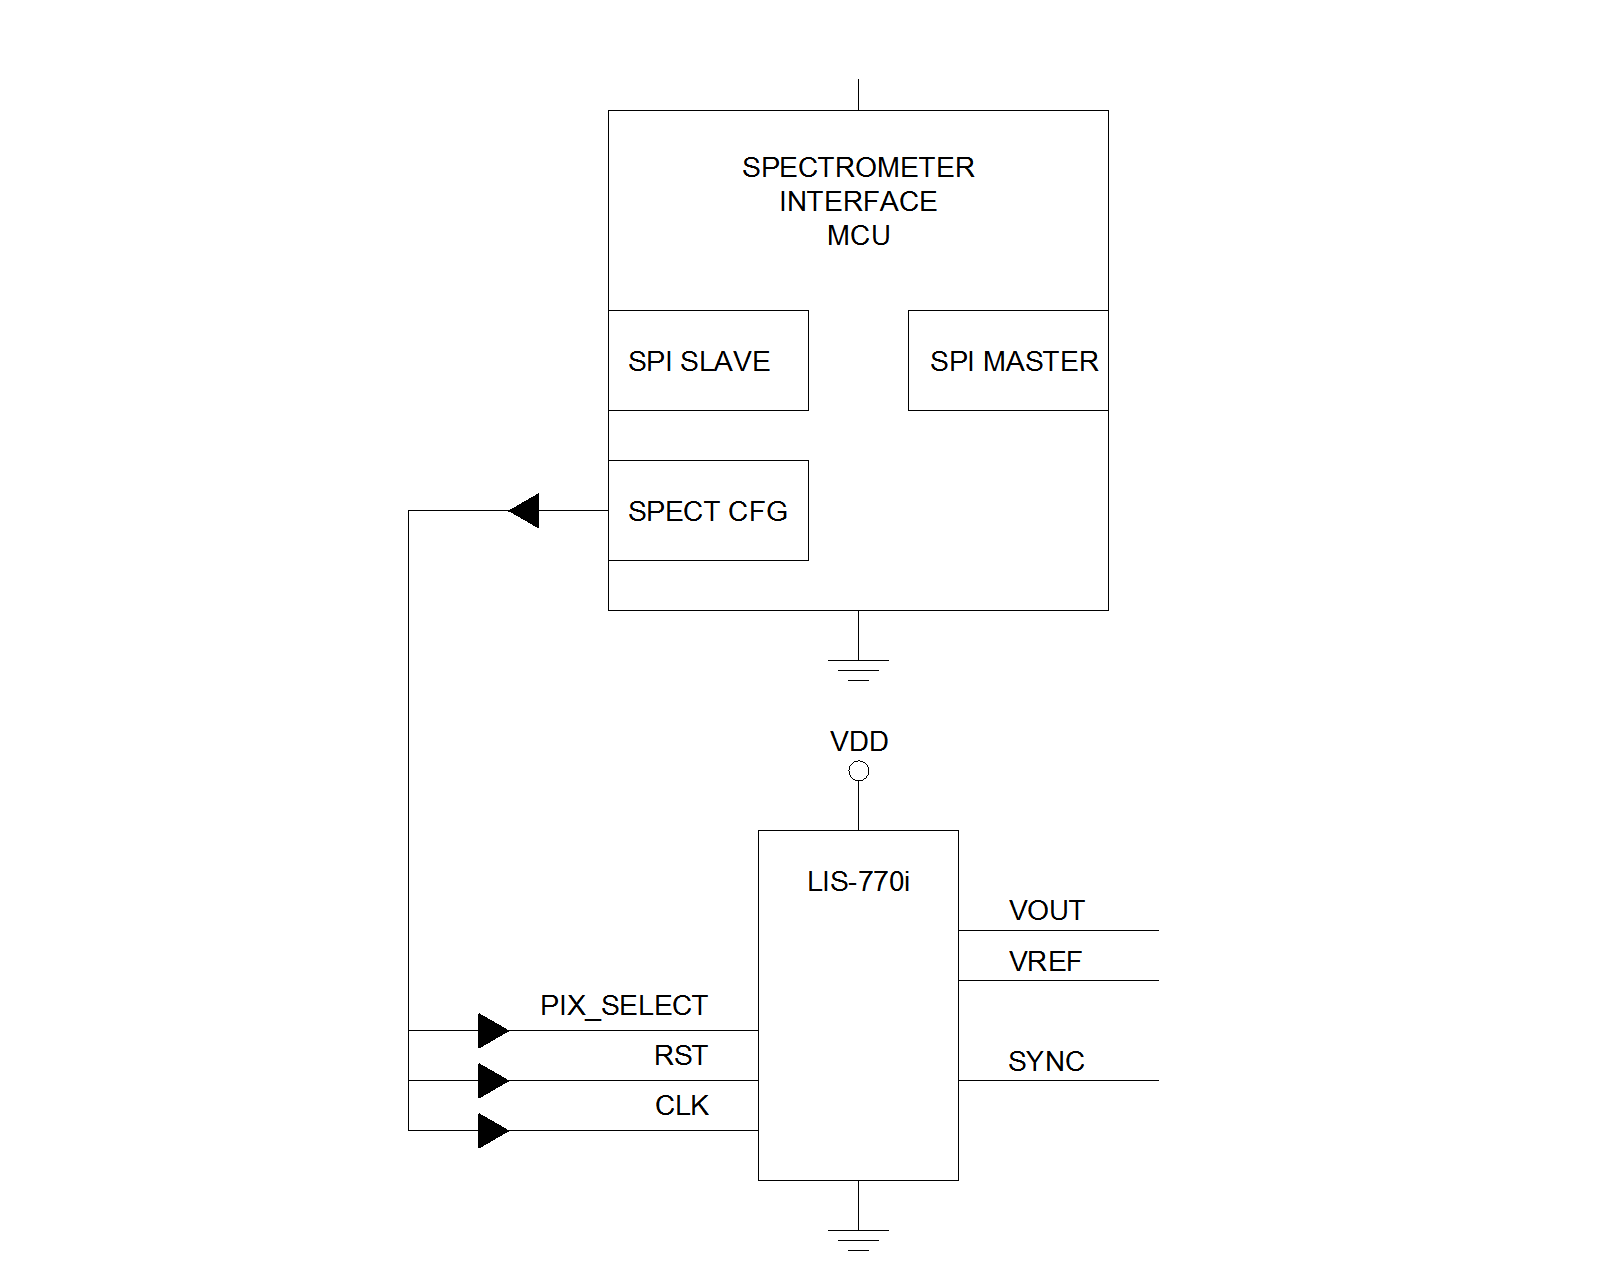 SPECTROMETER
INTERFACE
MCU
SPI SLAVE
SPI MASTER
SPECT CFG
VDD
LIS-770i
VOUT
VREF
PIX_SELECT
RST
SYNC
CLK